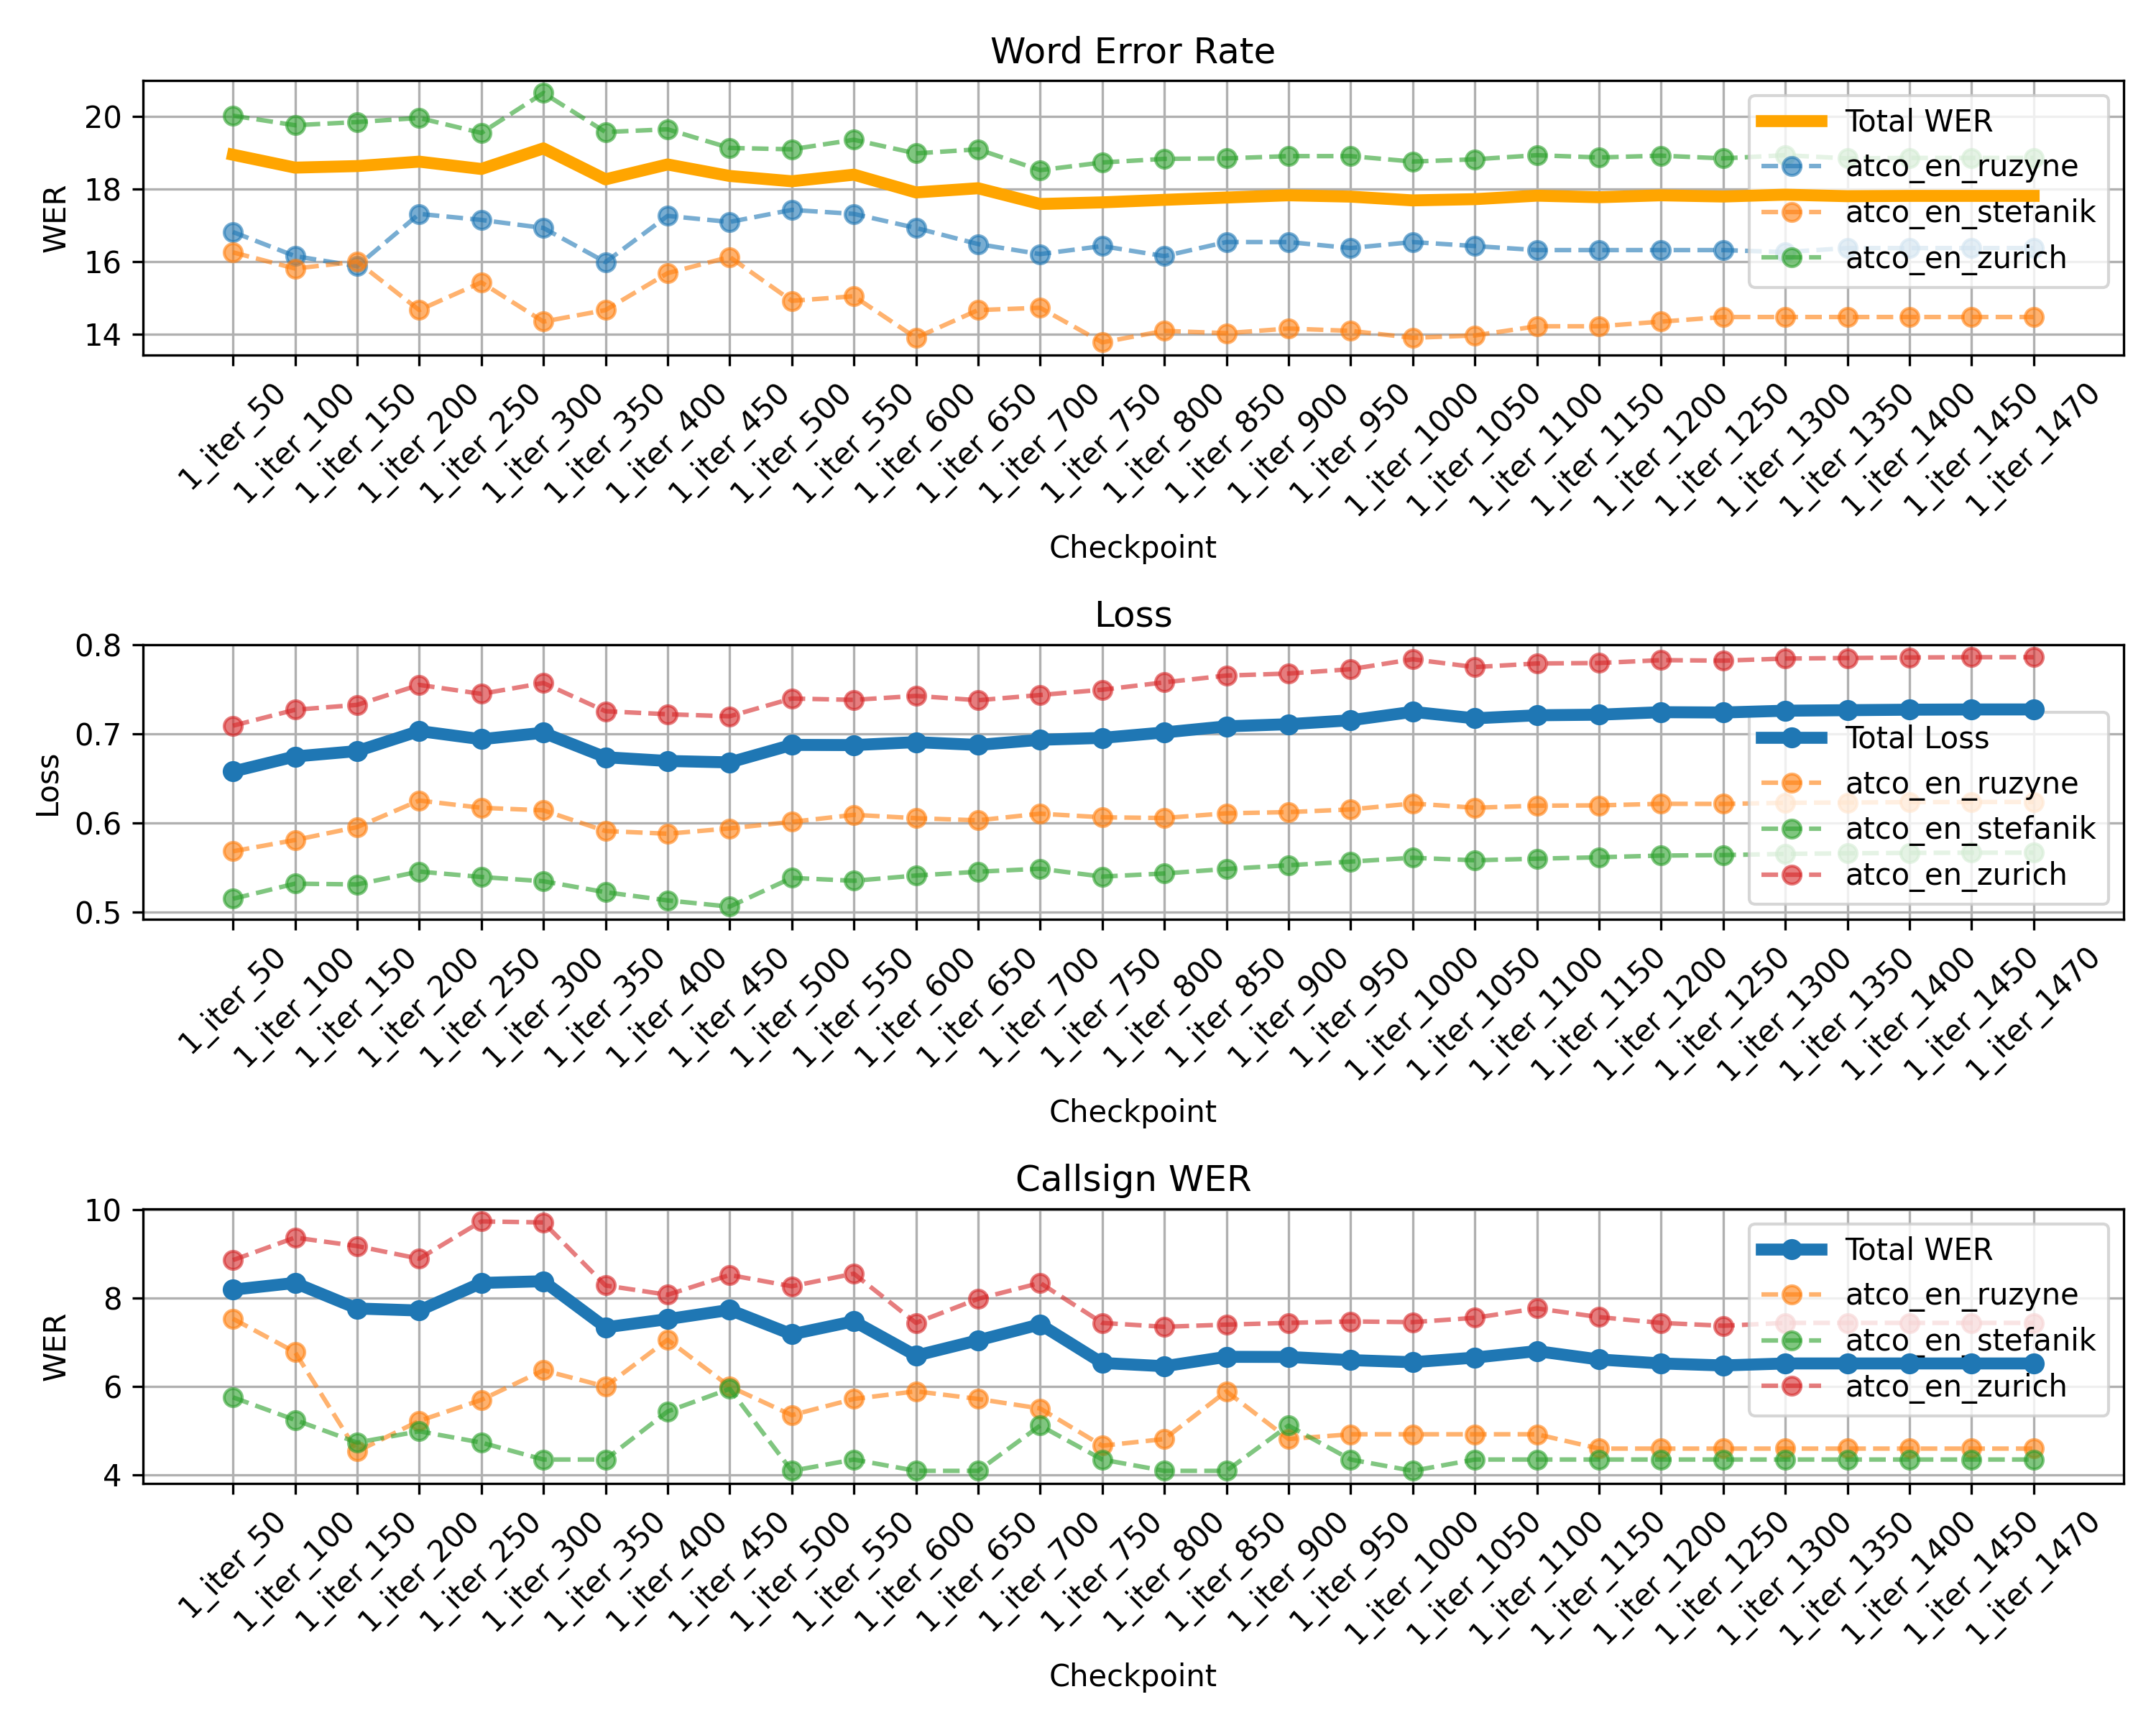 Word Error Rate
WER
20
18
16
14
Total WER
atco_en_ruzyne
atco_en_stefanik
atco_en_zurich
1_iter_50
1_iter_100
1_iter_150
1_iter_200
1_iter_250
1_iter_300
1_iter_350
1_iter_400
1_iter_450
1_iter_500
1_iter_550
1_iter_600
1_iter_650
1_iter_700
1_iter_750
1_iter_800
1_iter_850
1_iter_900
1_iter_950
1_iter_1000
1_iter_1050
1_iter_1100
1_iter_1150
1_iter_1200
1_iter_1250
1_iter_1300
1_iter_1350
1_iter_1400
1_iter_1450
1_iter_1470
Checkpoint
Loss
Loss
0.8
0.7
0.6
0.5
Total Loss
atco_en_ruzyne
atco_en_stefanik
atco_en_zurich
1_iter_50
1_iter_100
1_iter_150
1_iter_200
1_iter_250
1_iter_300
1_iter_350
1_iter_400
1_iter_450
1_iter_500
1_iter_550
1_iter_600
1_iter_650
1_iter_700
1_iter_750
1_iter_800
1_iter_850
1_iter_900
1_iter_950
1_iter_1000
1_iter_1050
1_iter_1100
1_iter_1150
1_iter_1200
1_iter_1250
1_iter_1300
1_iter_1350
1_iter_1400
1_iter_1450
1_iter_1470
Checkpoint
Callsign WER
WER
10
8
6
4
Total WER
atco_en_ruzyne
atco_en_stefanik
atco_en_zurich
1_iter_50
1_iter_100
1_iter_150
1_iter_200
1_iter_250
1_iter_300
1_iter_350
1_iter_400
1_iter_450
1_iter_500
1_iter_550
1_iter_600
1_iter_650
1_iter_700
1_iter_750
1_iter_800
1_iter_850
1_iter_900
1_iter_950
1_iter_1000
1_iter_1050
1_iter_1100
1_iter_1150
1_iter_1200
1_iter_1250
1_iter_1300
1_iter_1350
1_iter_1400
1_iter_1450
1_iter_1470
Checkpoint